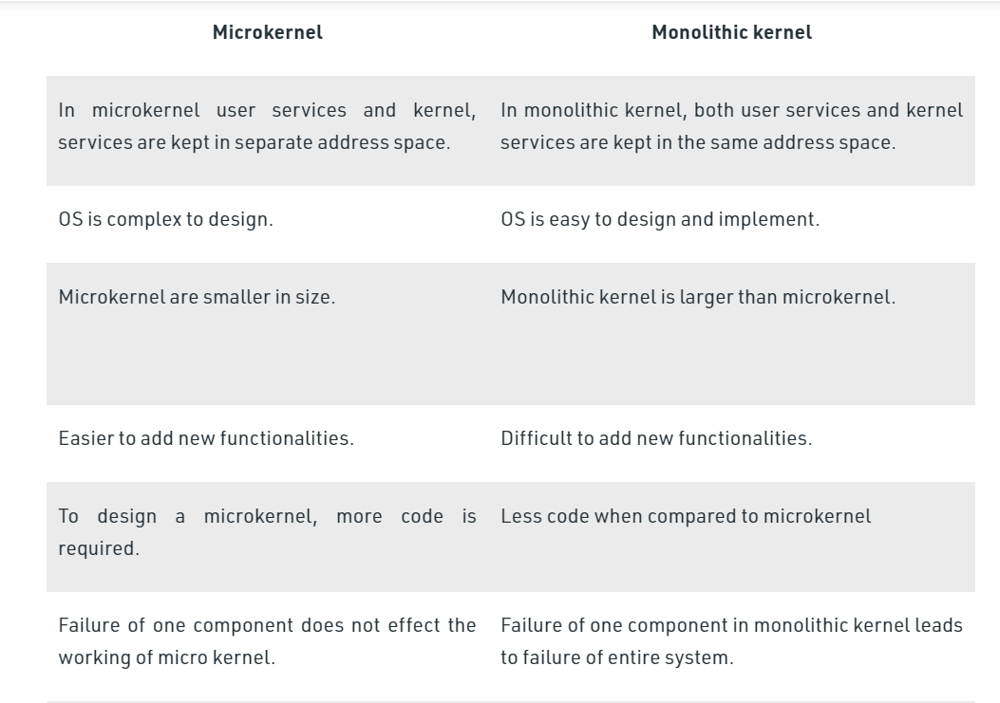 Microkernel
Monolithic kernel
In microkernel user services and kernel,
services are kept in separate address space.
In monolithic kernel, both user services and kernel
services are kept in the same address space.
OS is complex to design.
OS is easy to design and implement.
Microkernel are smaller in size.
Monolithic kernel is larger than microkernel.
Easier to add new functionalities.
Difficult to add new functionalities.
To design a microkernel, more code is
required.
Less code when compared to microkernel
Failure of one component does not effect the
working of micro kernel.
Failure of one component in monolithic kernel leads
to failure of entire system.